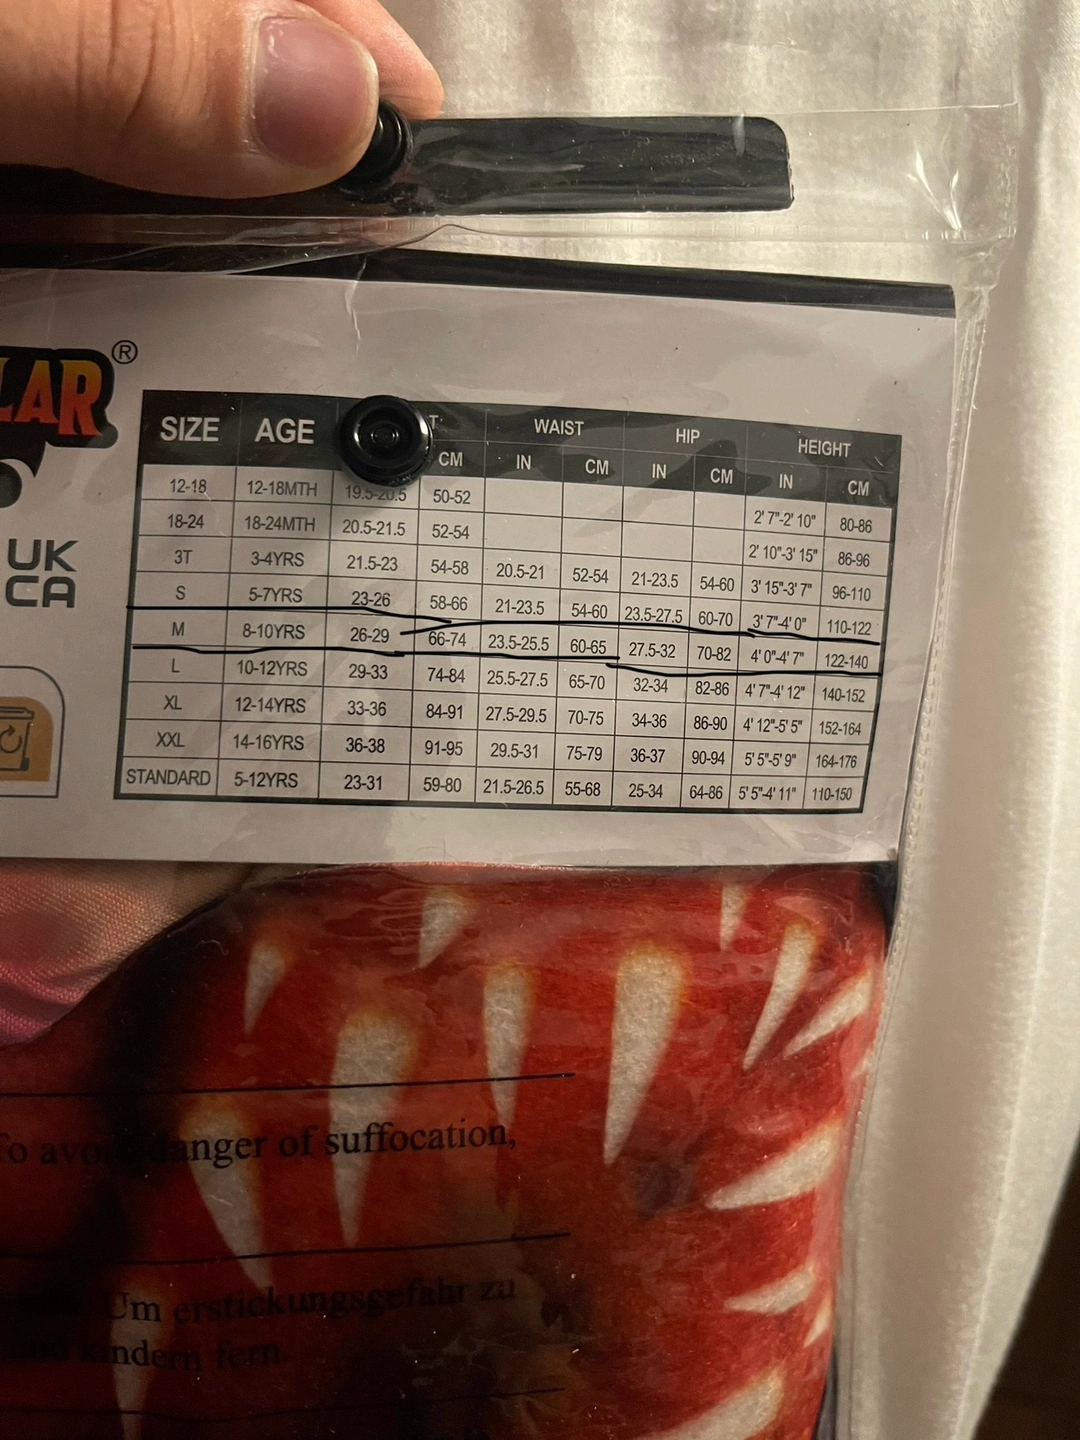 LAR®
UK
CA
SIZE AGE T WAIST HIP HEIGHT
CM IN CM IN CM IN CM
12-18 12-18MTH 19.5-20.5 50-52 2' 7"-2' 10" 80-86
18-24 18-24MTH 20.5-21.5 52-54 2' 10"-3' 15" 86-96
3T 3-4YRS 21.5-23 54-58 20.5-21 52-54 21-23.5 54-60 3' 15"-3' 7" 96-110
S 5-7YRS 23-26 58-66 21-23.5 54-60 23.5-27.5 60-70 3' 7"-4' 0" 110-122
M 8-10YRS 26-29 66-74 23.5-25.5 60-65 27.5-32 70-82 4' 0"-4' 7" 122-140
L 10-12YRS 29-33 74-84 25.5-27.5 65-70 32-34 82-86 4' 7"-4' 12" 140-152
XL 12-14YRS 33-36 84-91 27.5-29.5 70-75 34-36 86-90 4' 12"-5' 5" 152-164
XXL 14-16YRS 36-38 91-95 29.5-31 75-79 36-37 90-94 5' 5"-5' 9" 164-176
STANDARD 5-12YRS 23-31 59-80 21.5-26.5 55-68 25-34 64-86 5' 5"-4' 11" 110-150
To avoid danger of suffocation,
Um erstickungsgefahr zu
und kindern fern.